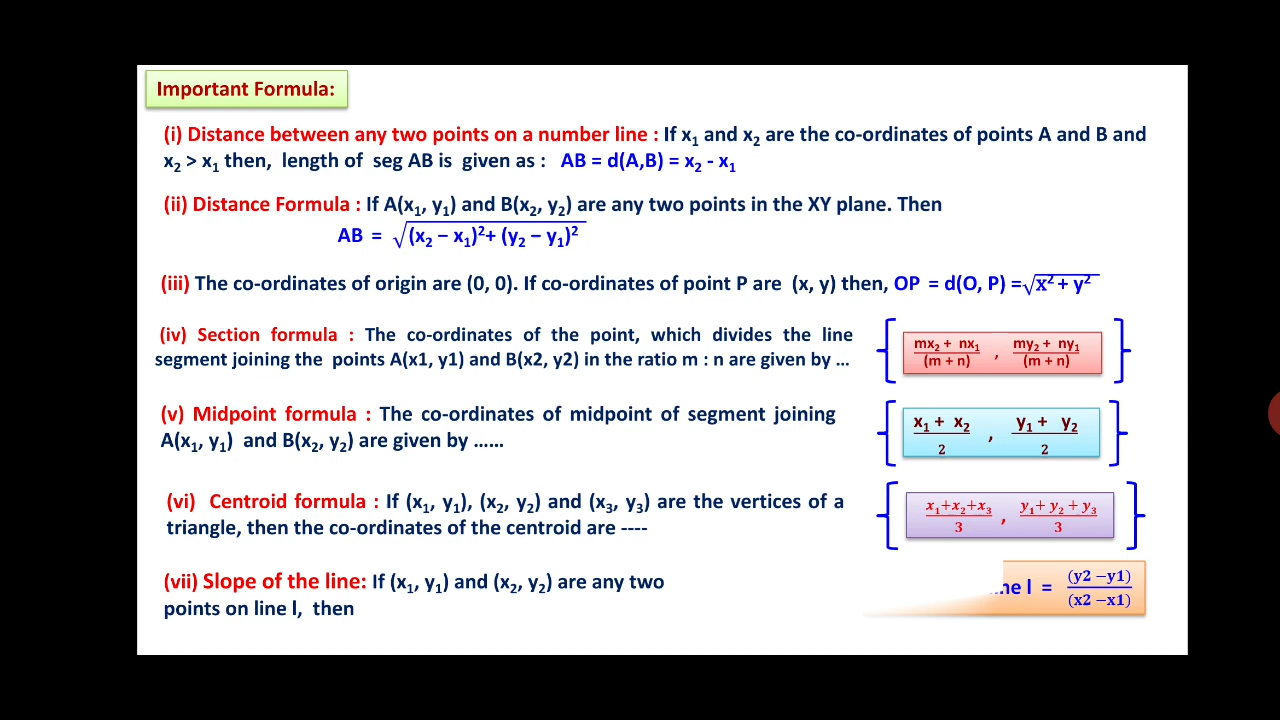 Important Formula:
(i) Distance between any two points on a number line : If x₁ and x₂ are the co-ordinates of points A and B and
x₂ > x₁ then, length of seg AB is given as : AB = d(A,B) = x₂ - x₁
(ii) Distance Formula : If A(x₁, y₁) and B(x₂, y₂) are any two points in the XY plane. Then
AB = √(x₂ − x₁)²+ (y₂ − y₁)²
(iii) The co-ordinates of origin are (0, 0). If co-ordinates of point P are (x, y) then, OP = d(O, P) =√x² + y²
(iv) Section formula : The co-ordinates of the point, which divides the line
segment joining the points A(x1, y1) and B(x2, y2) in the ratio m : n are given by ...
mx₂ + nx₁ , my₂ + ny₁
(m + n) (m + n)
(v) Midpoint formula : The co-ordinates of midpoint of segment joining
A(x₁, y₁) and B(x₂, y₂) are given by ......
x₁ + x₂ , y₁ + y₂
2 2
(vi) Centroid formula : If (x₁, y₁), (x₂, y₂) and (x₃, y₃) are the vertices of a
triangle, then the co-ordinates of the centroid are ----
x₁+x₂+x₃ , y₁+ y₂ + y₃
3 3
(vii) Slope of the line: If (x₁, y₁) and (x₂, y₂) are any two
points on line l, then
l = (y2 −y1)
(x2 −x1)